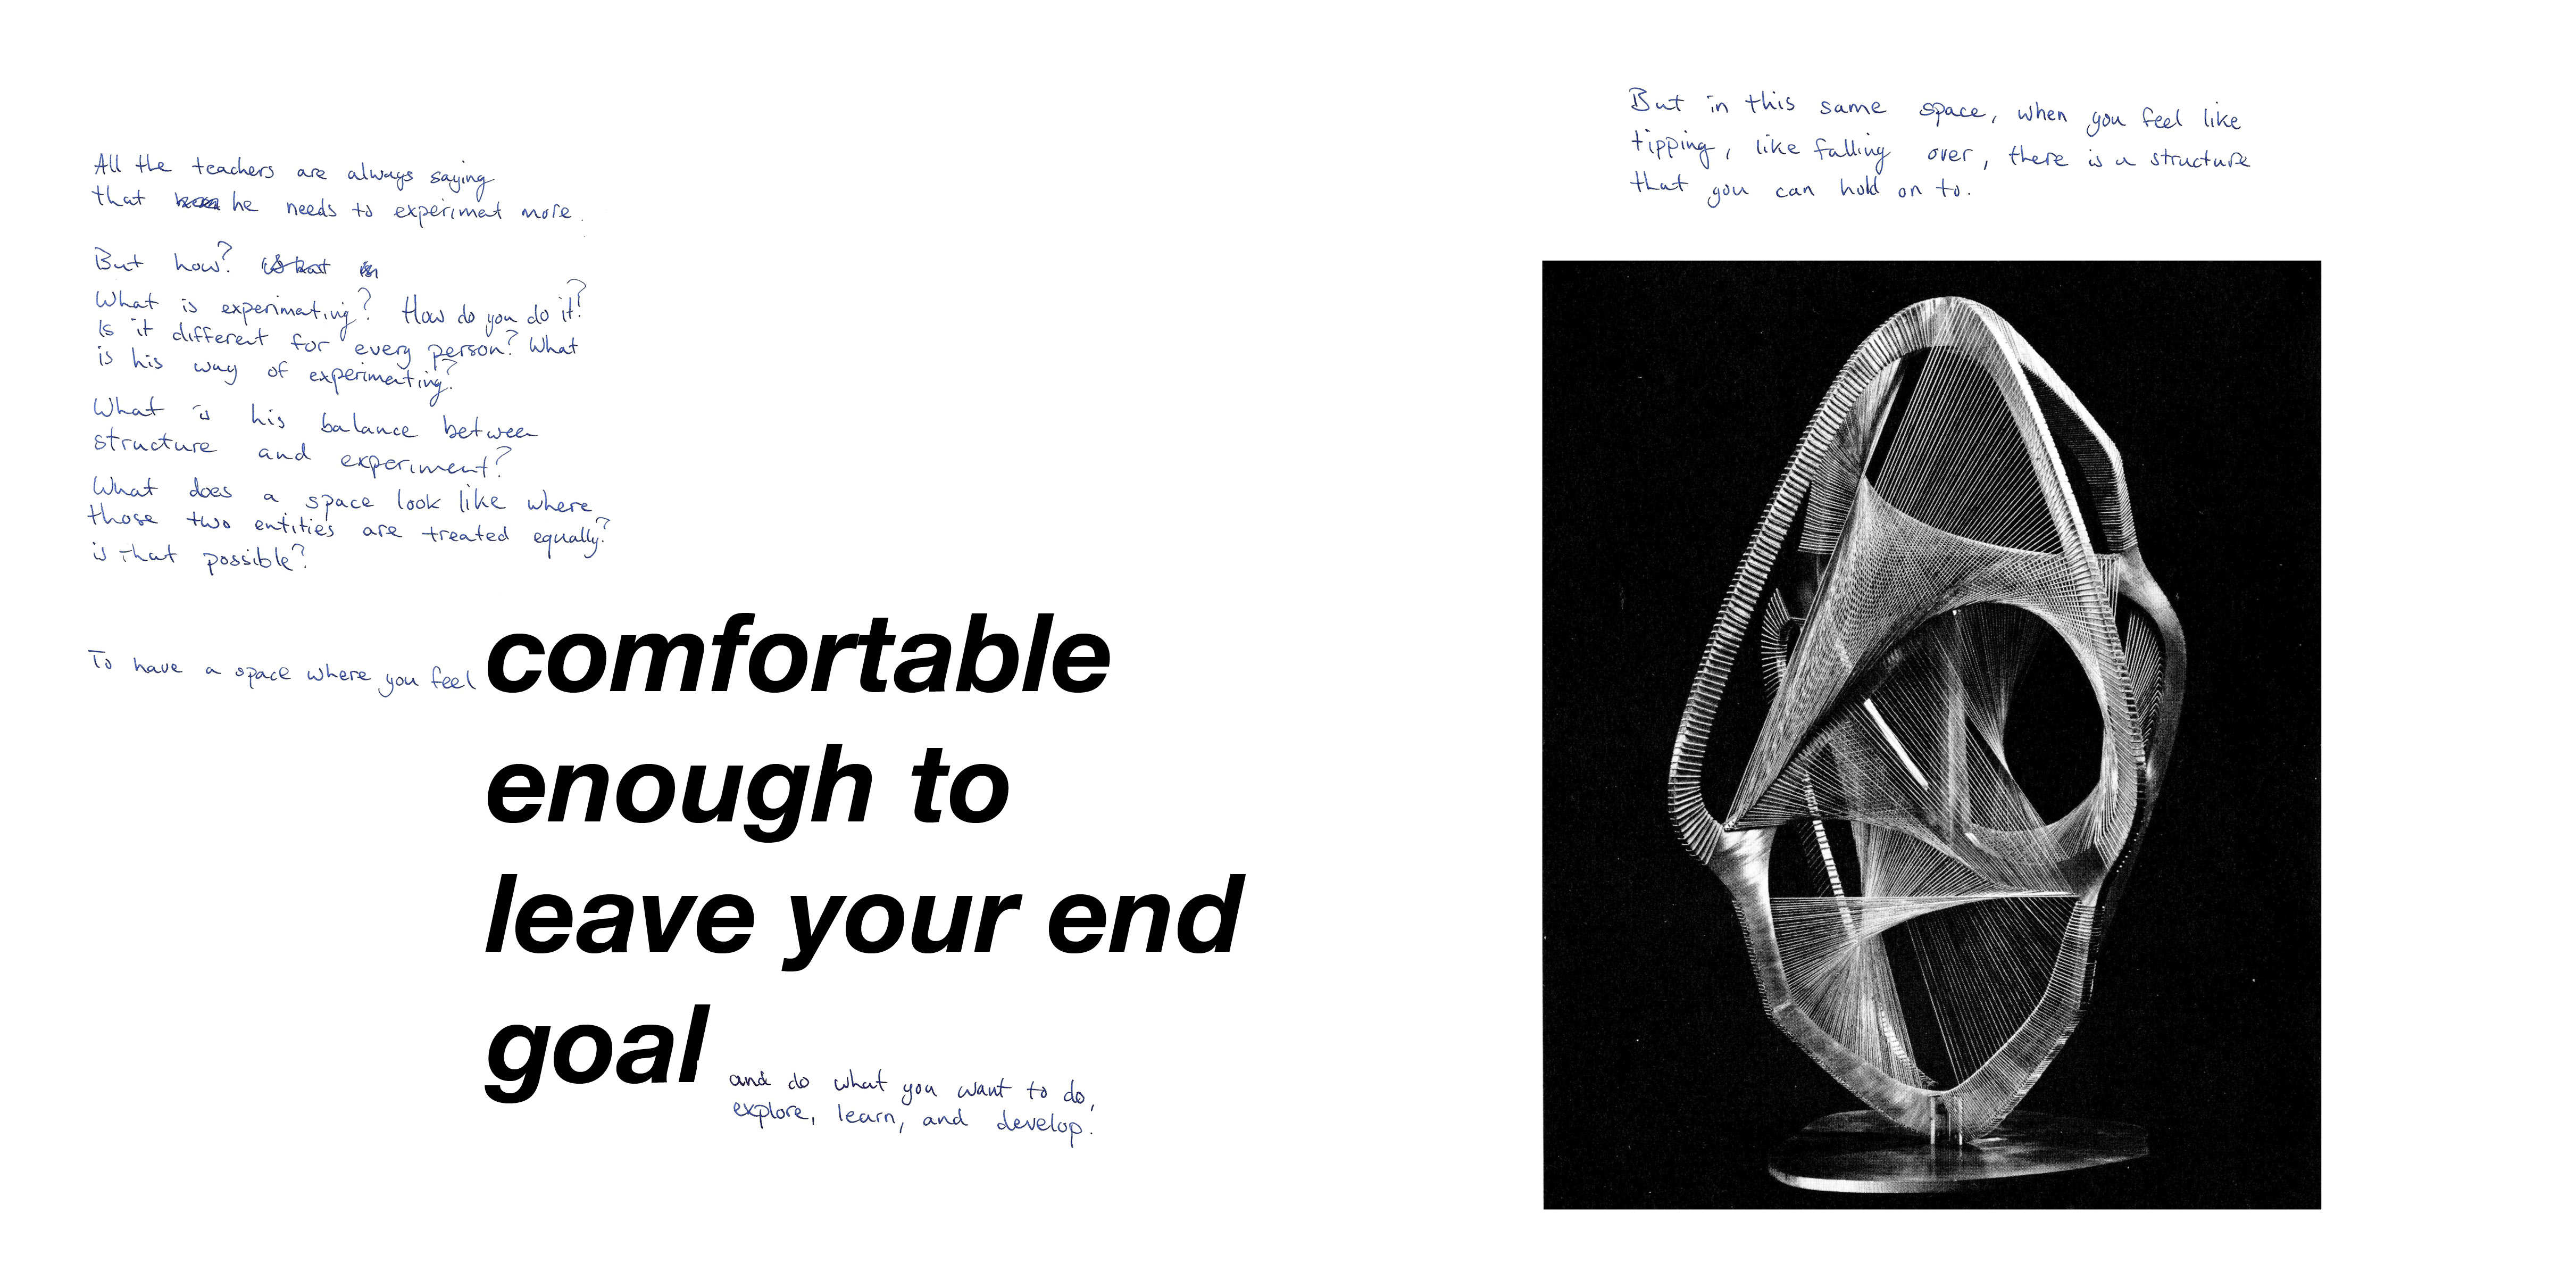 All the teachers are always saying
that he needs to experiment more.
But how? What is
What is experimenting? How do you do it?
Is it different for every person? What
is his way of experimenting?
What is his balance between
structure and experiment?
What does a space look like where
those two entities are treated equally?
is that possible?
To have a space where you feel comfortable
enough to
leave your end
goal
and do what you want to do,
explore, learn, and develop.
But in this same space, when you feel like
tipping, like falling over, there is a structure
that you can hold on to.